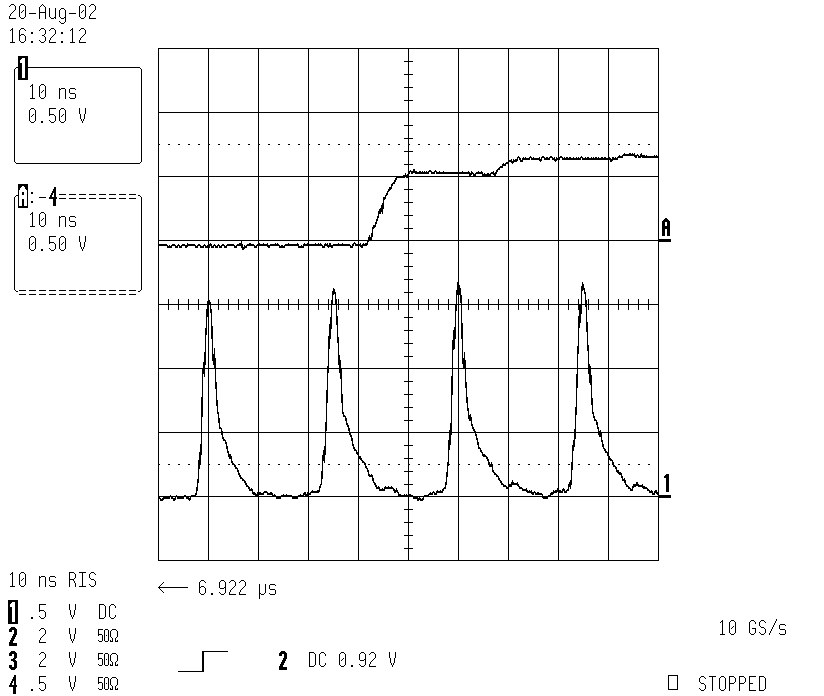 20-Aug-02
16:32:12
1
10 ns
0.50 V
A:-4
10 ns
0.50 V
A
1
10 ns RIS
← 6.922 µs
1 .5 V DC
2 2 V 50Ω
3 2 V 50Ω
4 .5 V 50Ω
2 DC 0.92 V
10 GS/s
□ STOPPED